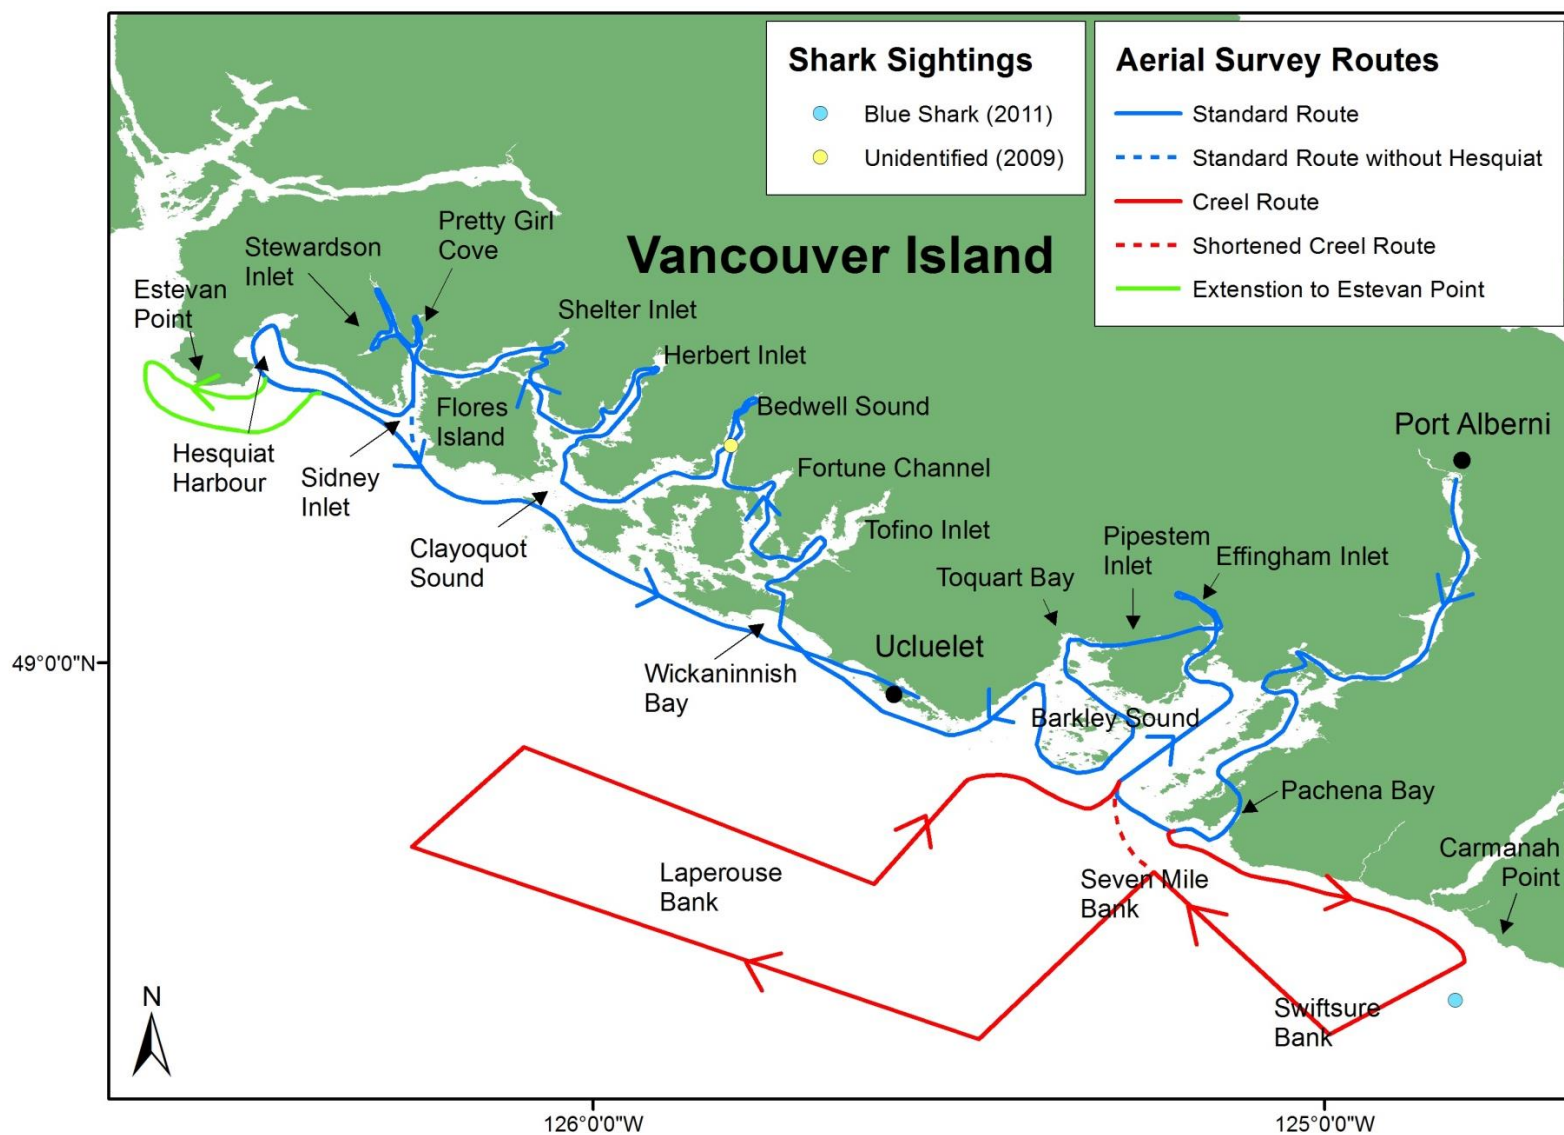 Shark Sightings
Blue Shark (2011)
Unidentified (2009)
Aerial Survey Routes
Standard Route
Standard Route without Hesquiat
Creel Route
Shortened Creel Route
Extenstion to Estevan Point
Vancouver Island
Pretty Girl
Cove
Stewardson
Inlet
Estevan
Point
Shelter Inlet
Herbert Inlet
Bedwell Sound
Flores
Island
Port Alberni
Hesquiat
Harbour
Sidney
Inlet
Fortune Channel
Clayoquot
Sound
Tofino Inlet
Pipestem
Inlet
Effingham Inlet
Toquart Bay
Ucluelet
49°0'0"N
Wickaninnish
Bay
Barkley Sound
Pachena Bay
Carmanah
Point
Laperouse
Bank
Seven Mile
Bank
Swiftsure
Bank
N
126°0'0"W
125°0'0"W